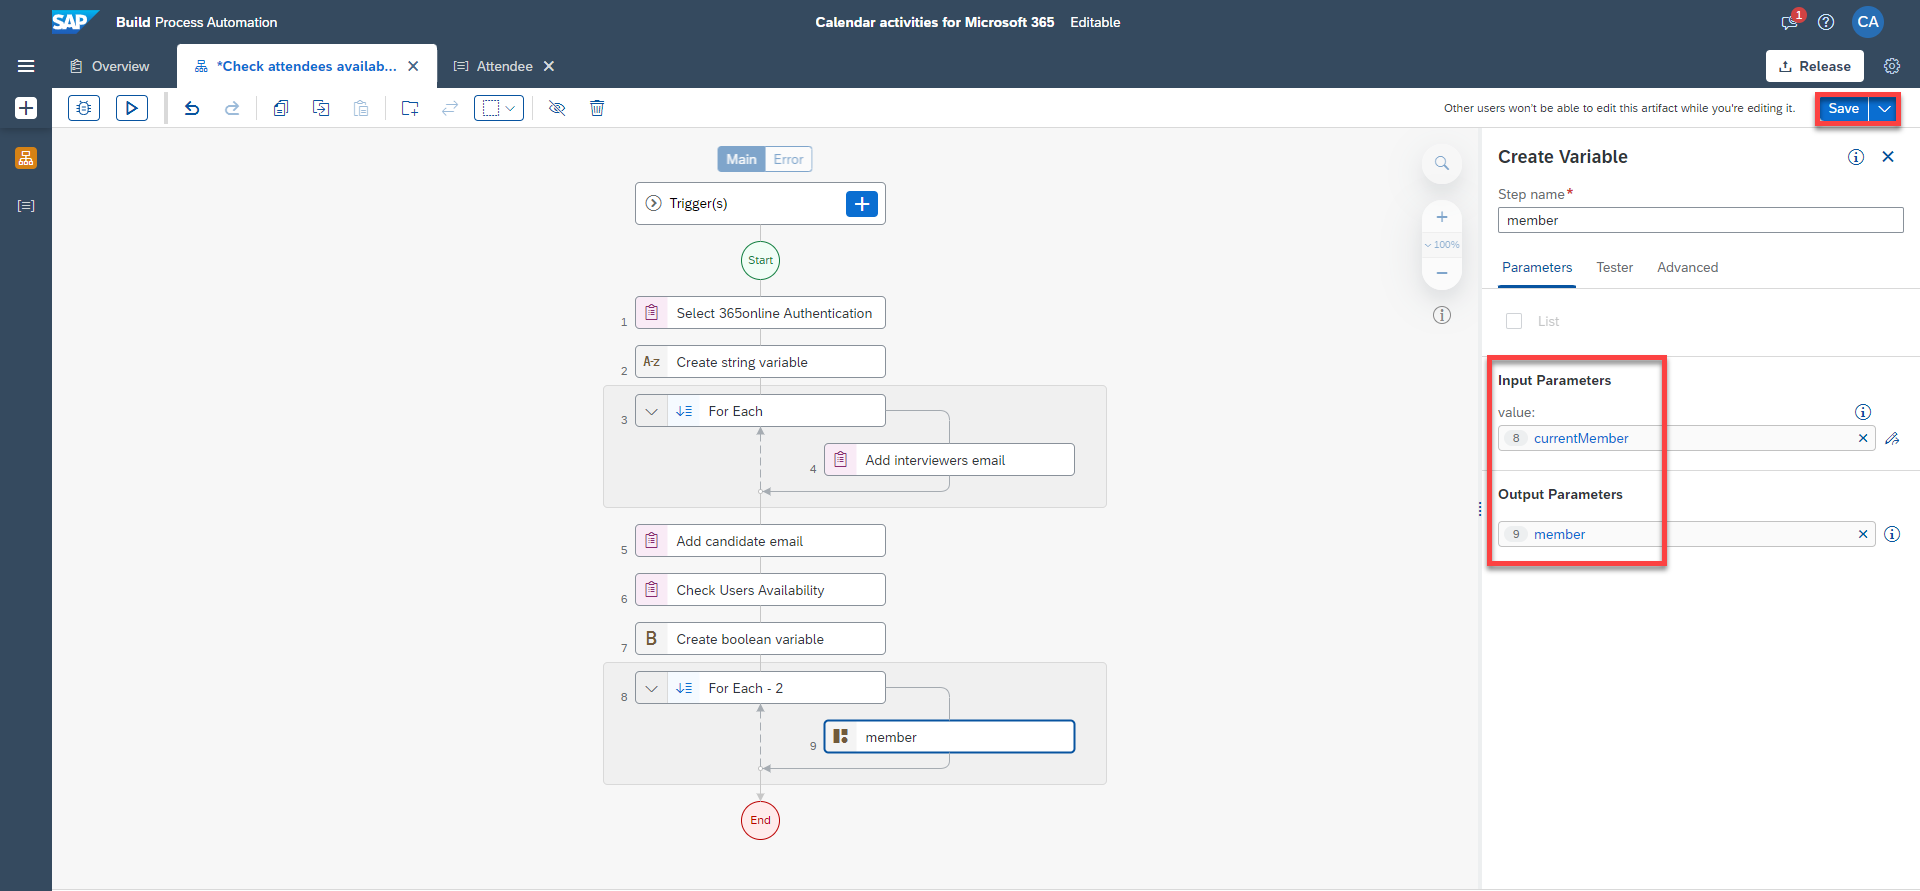 SAP Build Process Automation
Calendar activities for Microsoft 365 Editable
1
CA
Overview
*Check attendees availab...
Attendee
Release
Other users won't be able to edit this artifact while you're editing it.
Save
Main Error
Trigger(s)
Start
1 Select 365online Authentication
2 A-z Create string variable
3 For Each
4 Add interviewers email
5 Add candidate email
6 Check Users Availability
7 B Create boolean variable
8 For Each - 2
9 member
End
100%
Create Variable
Step name*
member
Parameters Tester Advanced
List
Input Parameters
value:
8 currentMember
Output Parameters
9 member